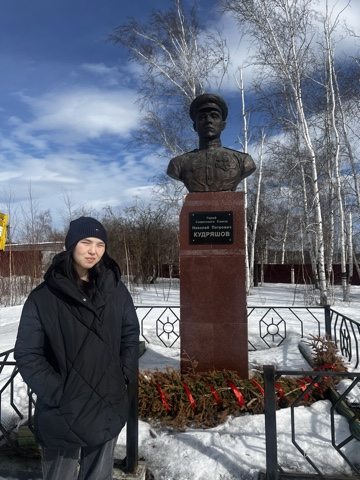 Герой
Советского Союза
Николай Петрович
КУДРЯШОВ